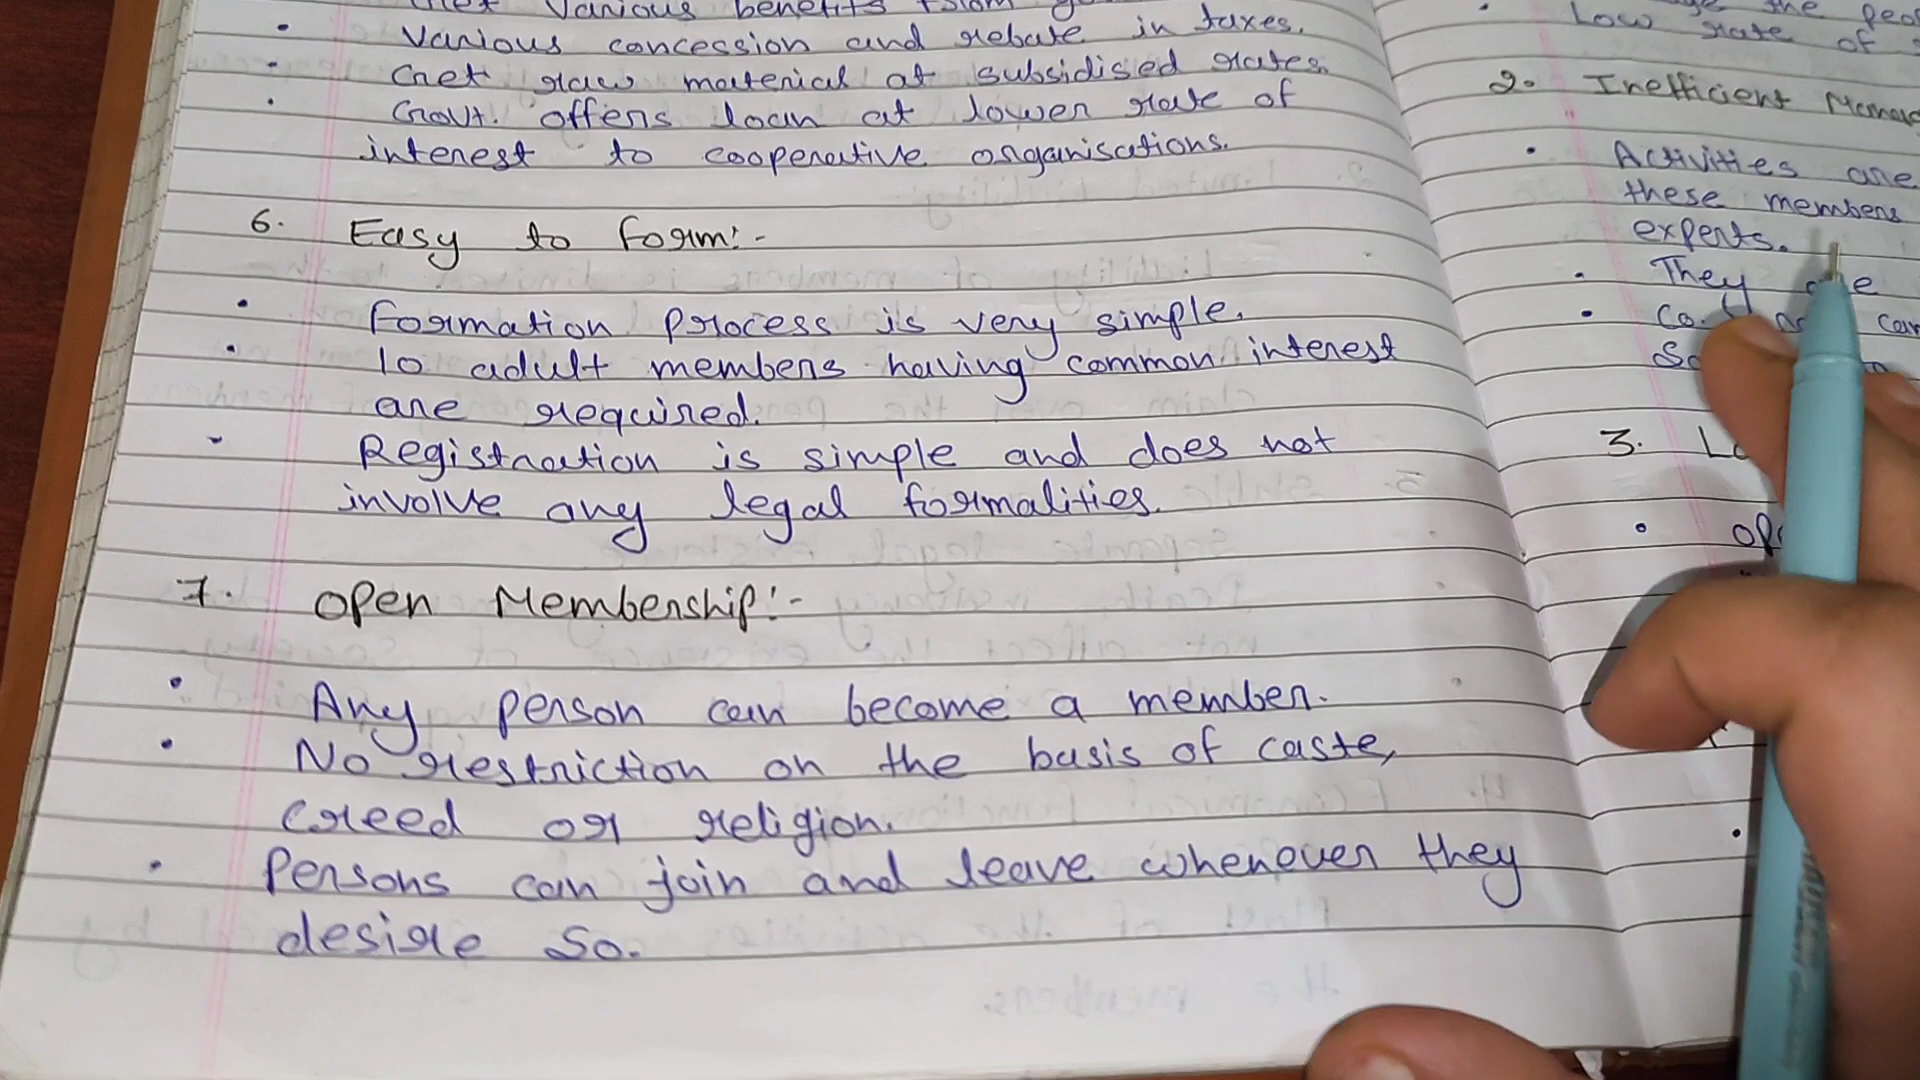 various benefits
• Various concession and rebate in taxes.
• Get raw material at subsidised rates.
• Govt. offers loan at lower rate of
interest to cooperative organisations.
6. Easy to form:-
• Formation process is very simple.
• 10 adult members having common interest
are required.
• Registration is simple and does not
involve any legal formalities.
7. Open Membership:-
• Any person can become a member.
• No restriction on the basis of caste,
creed or religion.
• Persons can join and leave whenever they
desire so.
the
• Low rate of
2. Inefficient
• Activities are
these members
experts.
• They
•
3.
•